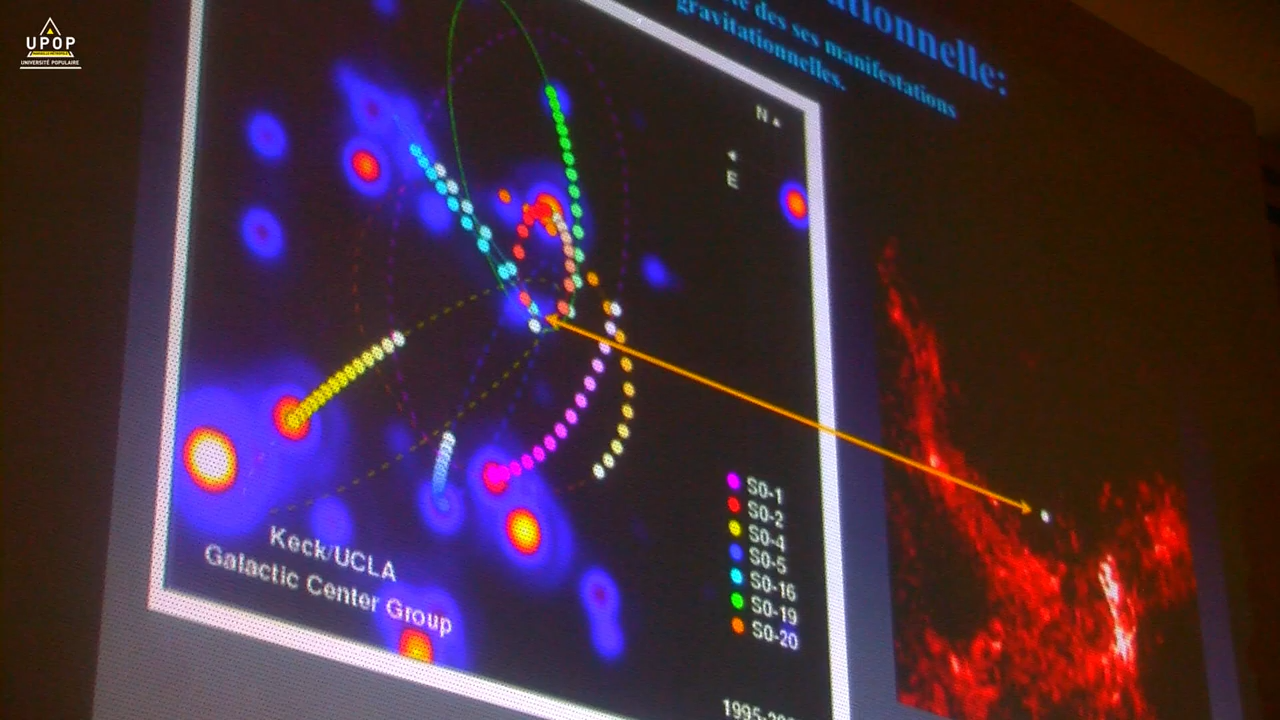 UPOP
UNIVERSITÉ POPULAIRE
ationnelle:
des ses manifestations
gravitationnelles.
N
E
S0-1
S0-2
S0-4
S0-5
S0-16
S0-19
S0-20
Keck/UCLA
Galactic Center Group